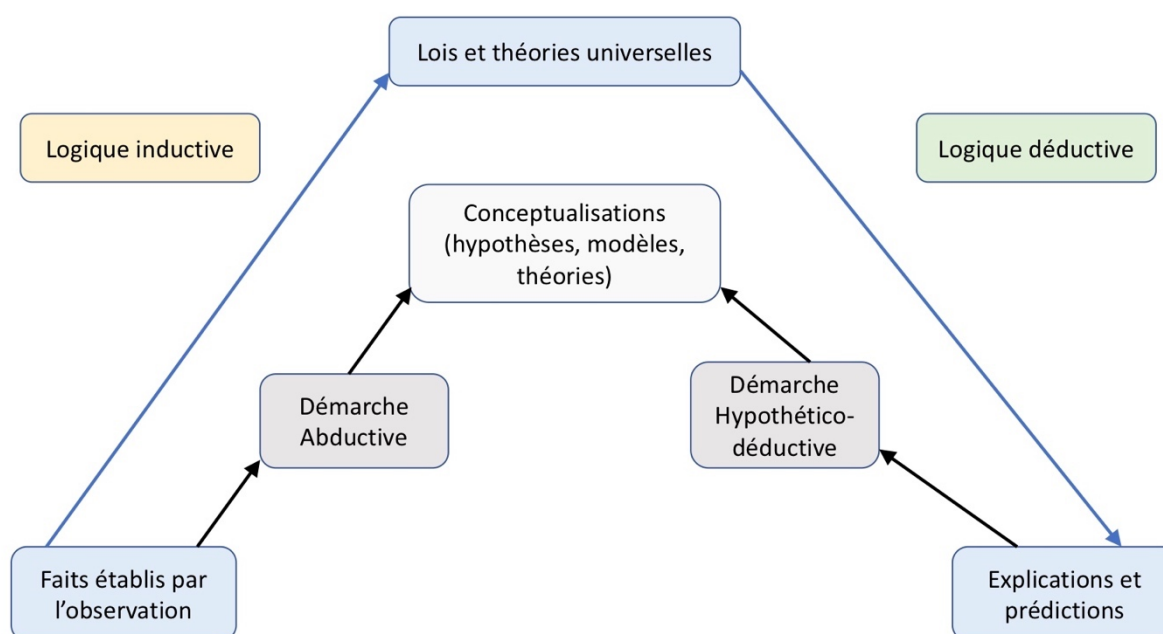 Lois et théories universelles
Logique inductive
Logique déductive
Conceptualisations
(hypothèses, modèles,
théories)
Démarche
Abductive
Démarche
Hypothético-
déductive
Faits établis par
l’observation
Explications et
prédictions